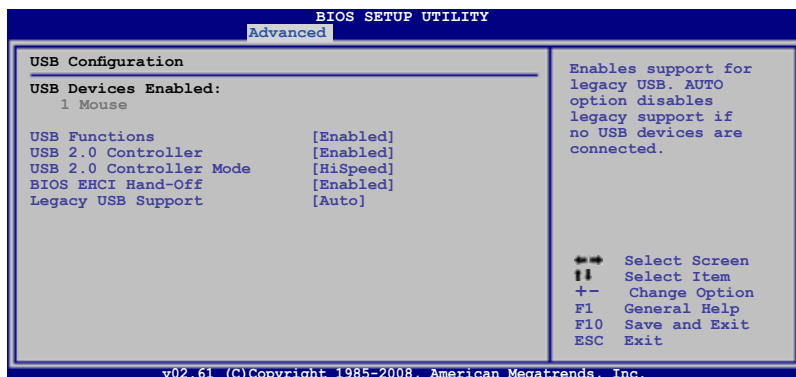 BIOS SETUP UTILITY
Advanced
USB Configuration
USB Devices Enabled:
1 Mouse
USB Functions [Enabled]
USB 2.0 Controller [Enabled]
USB 2.0 Controller Mode [HiSpeed]
BIOS EHCI Hand-Off [Enabled]
Legacy USB Support [Auto]
Enables support for
legacy USB. AUTO
option disables
legacy support if
no USB devices are
connected.
←→ Select Screen
↑↓ Select Item
+- Change Option
F1 General Help
F10 Save and Exit
ESC Exit
v02.61 (C)Copyright 1985-2008, American Megatrends, Inc.